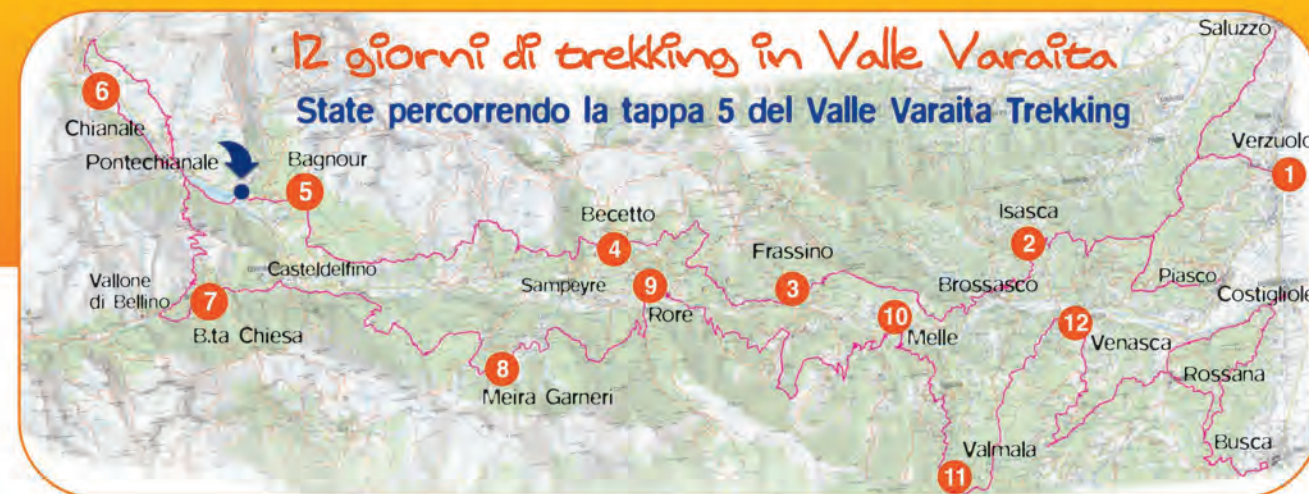 12 giorni di trekking in Valle Varaita
State percorrendo la tappa 5 del Valle Varaita Trekking
Saluzzo
Verzuolo
1
6
Chianale
Pontechianale
Bagnour
5
Becetto
4
Isasca
2
Frassino
3
Vallone
di Bellino
7
Casteldelfino
B.ta Chiesa
Sampeyre
9
Rore
Brossasco
Piasco
Costigliole
10
Melle
12
Venasca
8
Meira Garneri
Rossana
Valmala
11
Busca